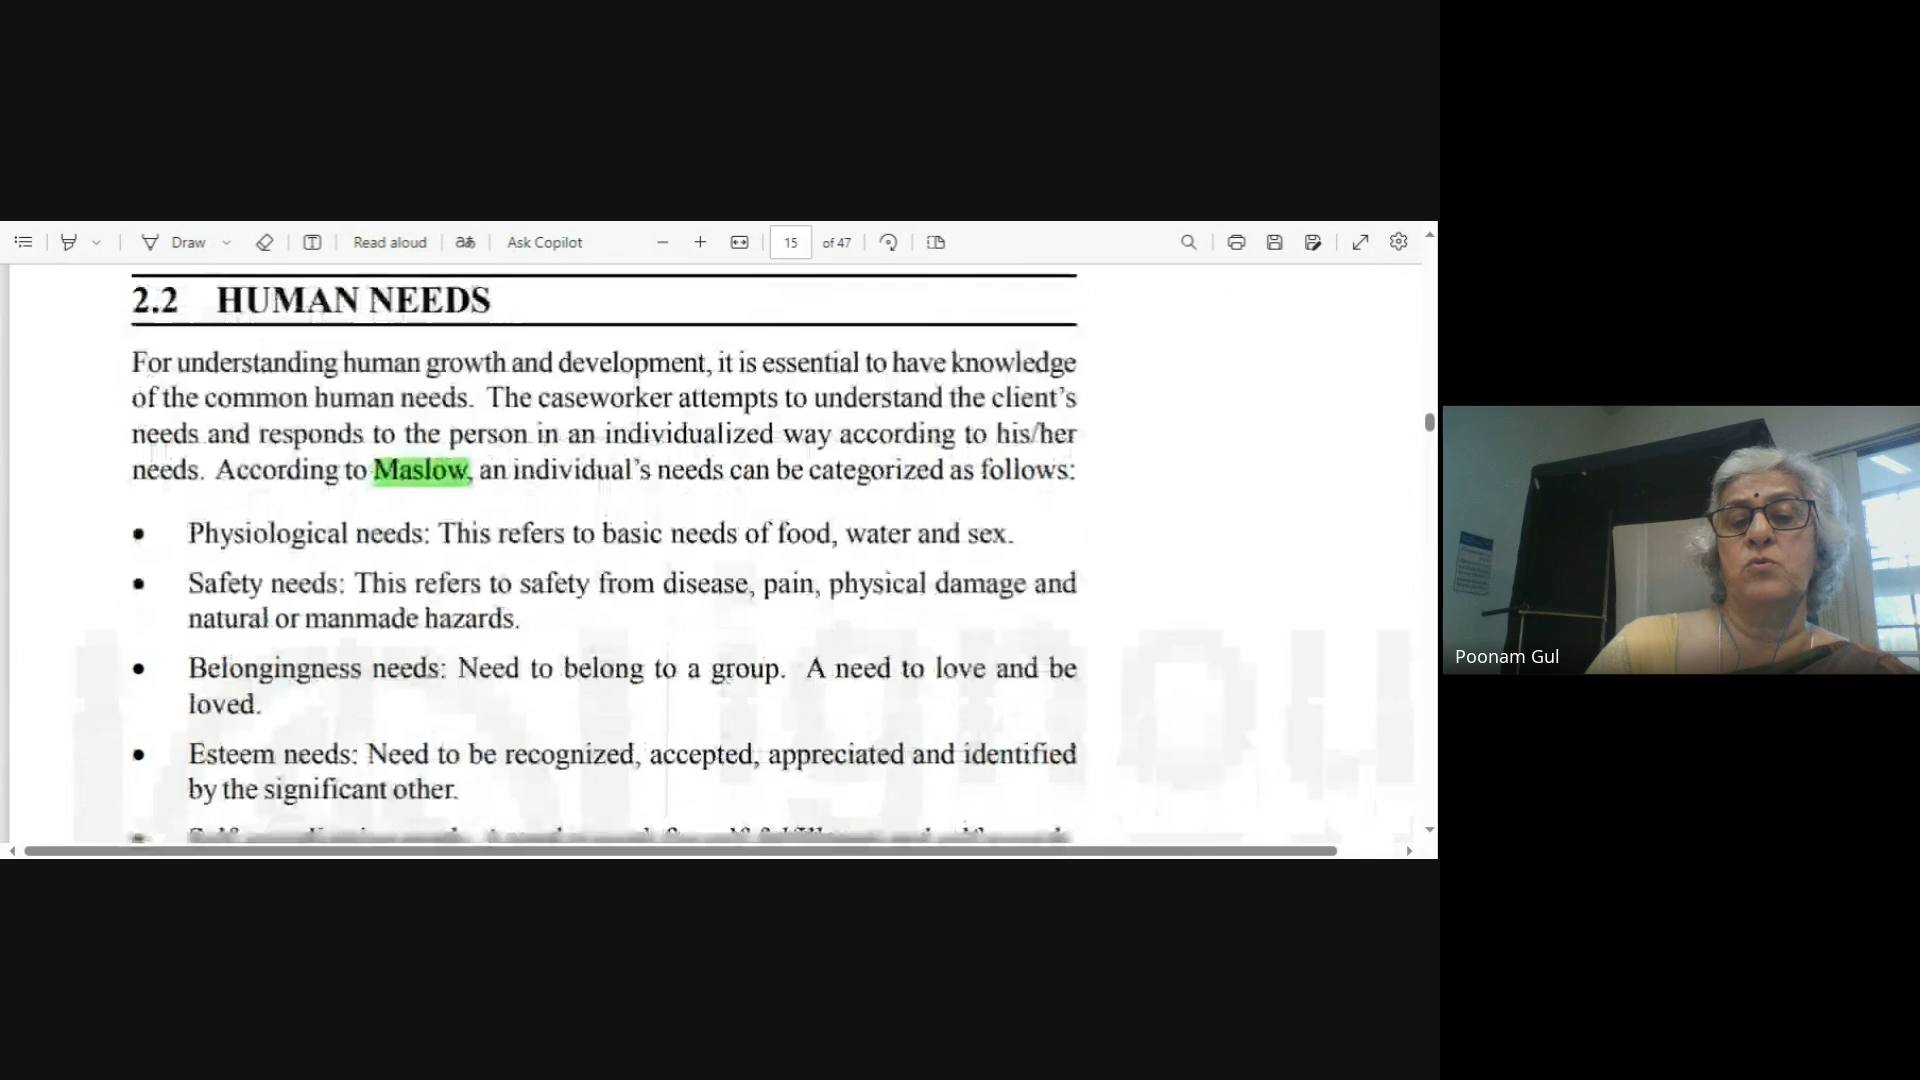 Draw
Read aloud
Ask Copilot
15
of 47
2.2 HUMAN NEEDS
For understanding human growth and development, it is essential to have knowledge
of the common human needs. The caseworker attempts to understand the client's
needs and responds to the person in an individualized way according to his/her
needs. According to Maslow, an individual's needs can be categorized as follows:
• Physiological needs: This refers to basic needs of food, water and sex.
• Safety needs: This refers to safety from disease, pain, physical damage and
natural or manmade hazards.
• Belongingness needs: Need to belong to a group. A need to love and be
loved.
• Esteem needs: Need to be recognized, accepted, appreciated and identified
by the significant other.
ignou
Poonam Gul